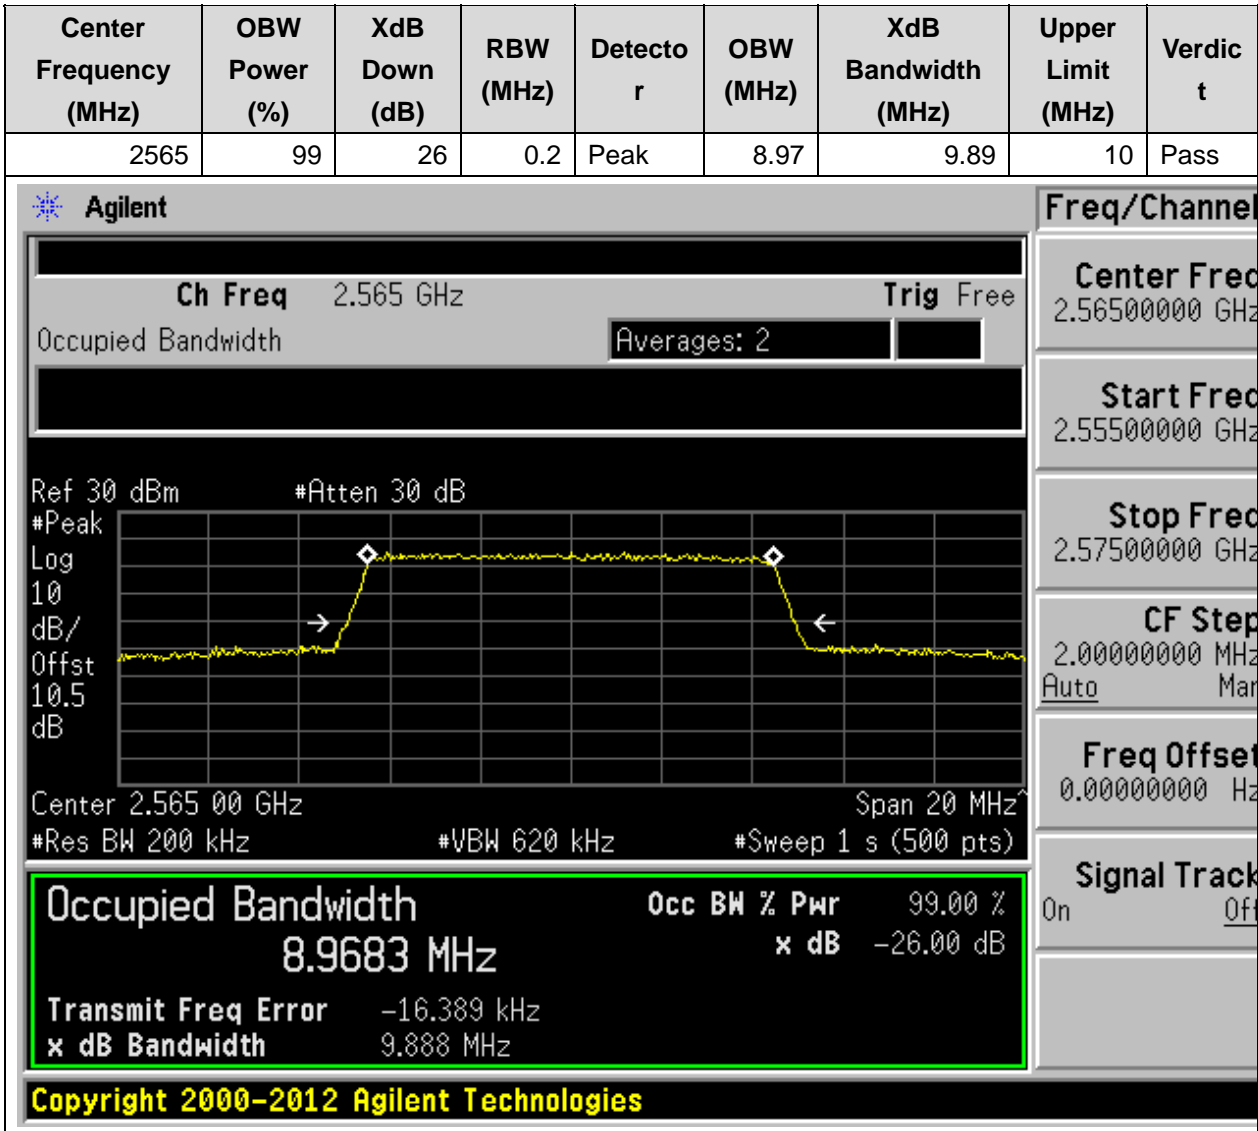 Center Frequency (MHz) OBW Power (%) XdB Down (dB) RBW (MHz) Detecto r OBW (MHz) XdB Bandwidth (MHz) Upper Limit (MHz) Verdic t
2565 99 26 0.2 Peak 8.97 9.89 10 Pass
Agilent
Freq/Channel
Ch Freq 2.565 GHz Trig Free
Occupied Bandwidth Averages: 2
Center Freq
2.56500000 GHz
Start Freq
2.55500000 GHz
Stop Freq
2.57500000 GHz
CF Step
2.00000000 MHz
Auto Man
Freq Offset
0.00000000 Hz
Signal Track
On Off
Ref 30 dBm #Atten 30 dB
#Peak
Log
10
dB/
Offst
10.5
dB
Center 2.565 00 GHz Span 20 MHz^
#Res BW 200 kHz #VBW 620 kHz #Sweep 1 s (500 pts)
Occupied Bandwidth
8.9683 MHz
Occ BW % Pwr 99.00 %
x dB -26.00 dB
Transmit Freq Error -16.389 kHz
x dB Bandwidth 9.888 MHz
Copyright 2000-2012 Agilent Technologies